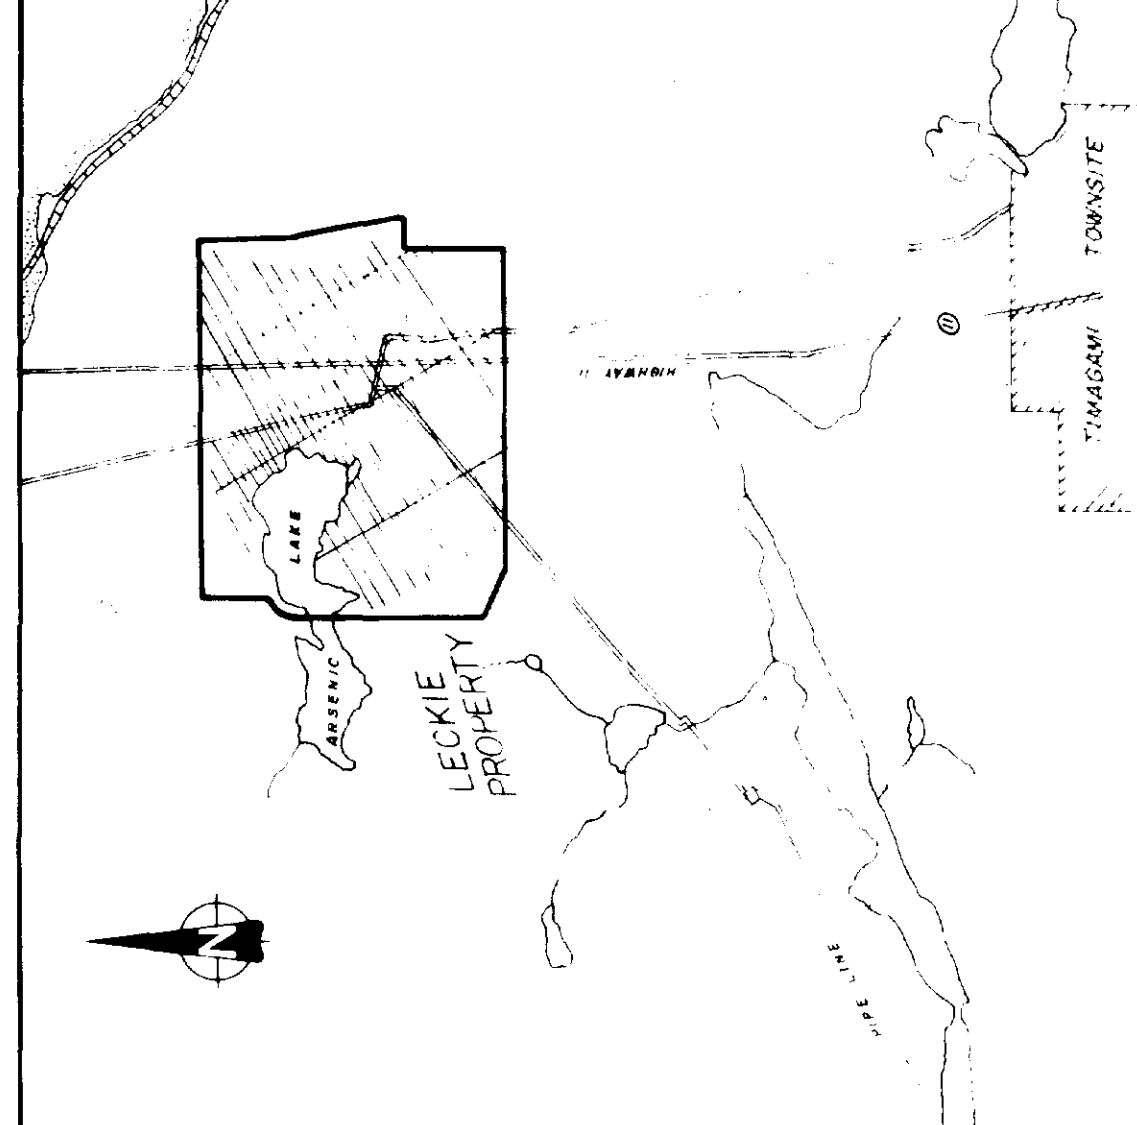 TIMAGAMI TOWNSITE
11
HIGHWAY 11
LAKE
ARSENIC
LECKIE
PROPERTY
N
PIPE LINE